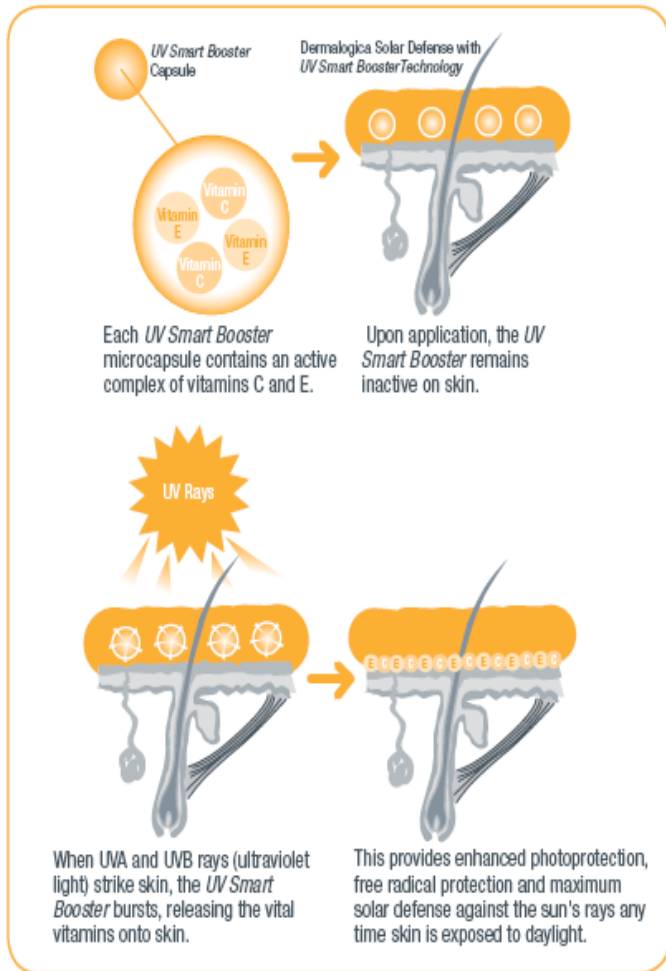 UV Smart Booster
Capsule
Dermalogica Solar Defense with
UV Smart BoosterTechnology
Vitamin
C
Vitamin
E
Vitamin
E
Vitamin
C
Each UV Smart Booster
microcapsule contains an active
complex of vitamins C and E.
Upon application, the UV
Smart Booster remains
inactive on skin.
UV Rays
E C E C E C E C E C E C E C
When UVA and UVB rays (ultraviolet
light) strike skin, the UV Smart
Booster bursts, releasing the vital
vitamins onto skin.
This provides enhanced photoprotection,
free radical protection and maximum
solar defense against the sun's rays any
time skin is exposed to daylight.